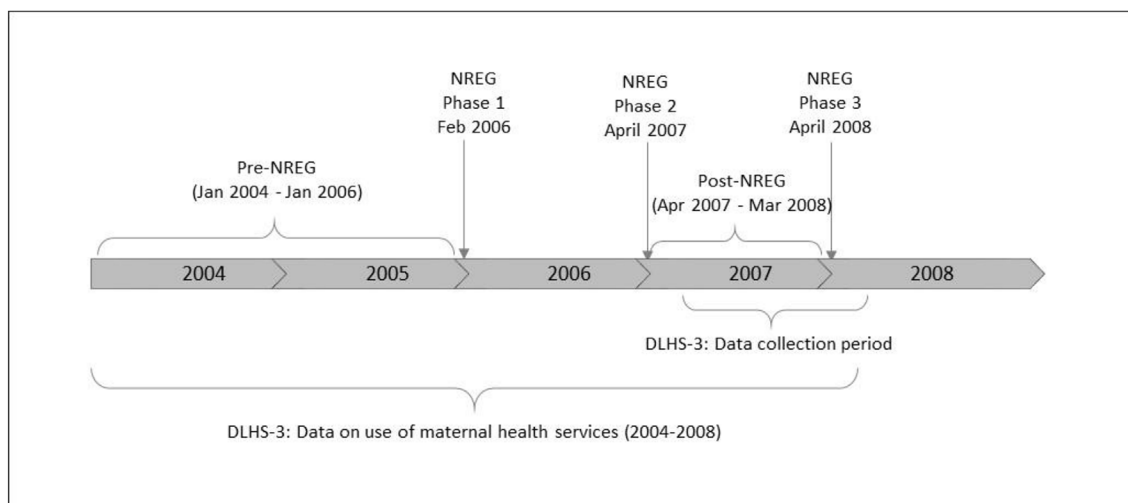 NREG
Phase 1
Feb 2006
NREG
Phase 2
April 2007
NREG
Phase 3
April 2008
Pre-NREG
(Jan 2004 - Jan 2006)
Post-NREG
(Apr 2007 - Mar 2008)
2004
2005
2006
2007
2008
DLHS-3: Data collection period
DLHS-3: Data on use of maternal health services (2004-2008)